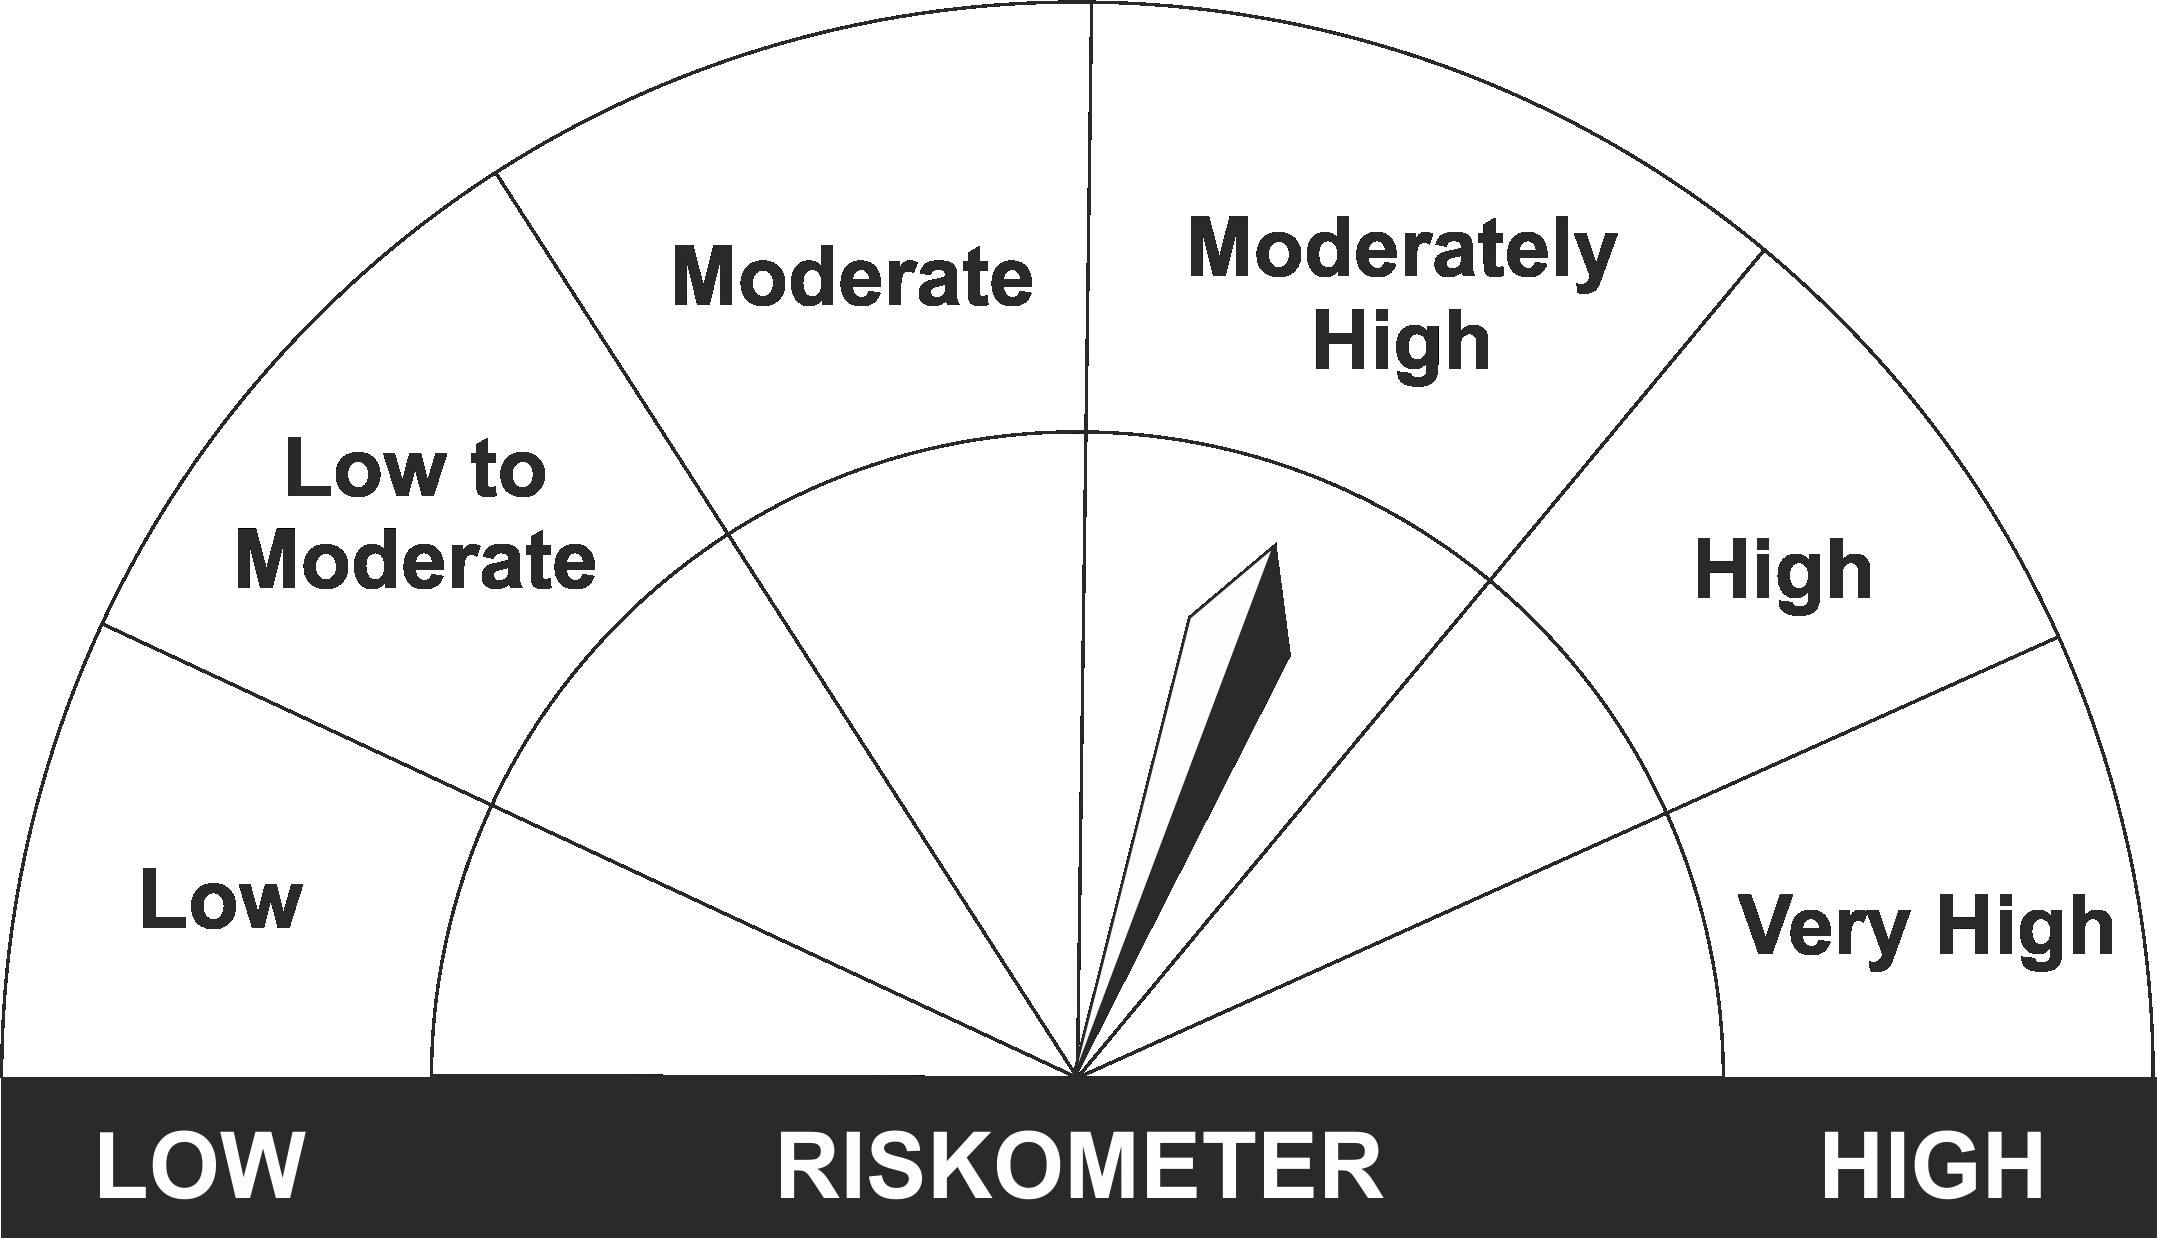 Moderate
Moderately
High
Low to
Moderate
High
Low
Very High
LOW RISKOMETER HIGH